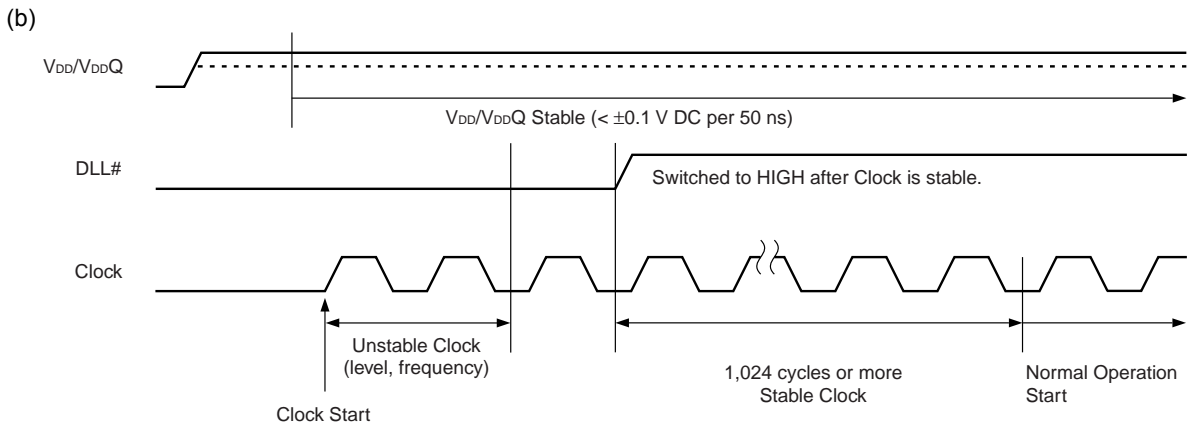 (b)
VDD/VDDQ
VDD/VDDQ Stable (< ±0.1 V DC per 50 ns)
DLL#
Switched to HIGH after Clock is stable.
Clock
Unstable Clock
(level, frequency)
1,024 cycles or more
Stable Clock
Normal Operation
Start
Clock Start